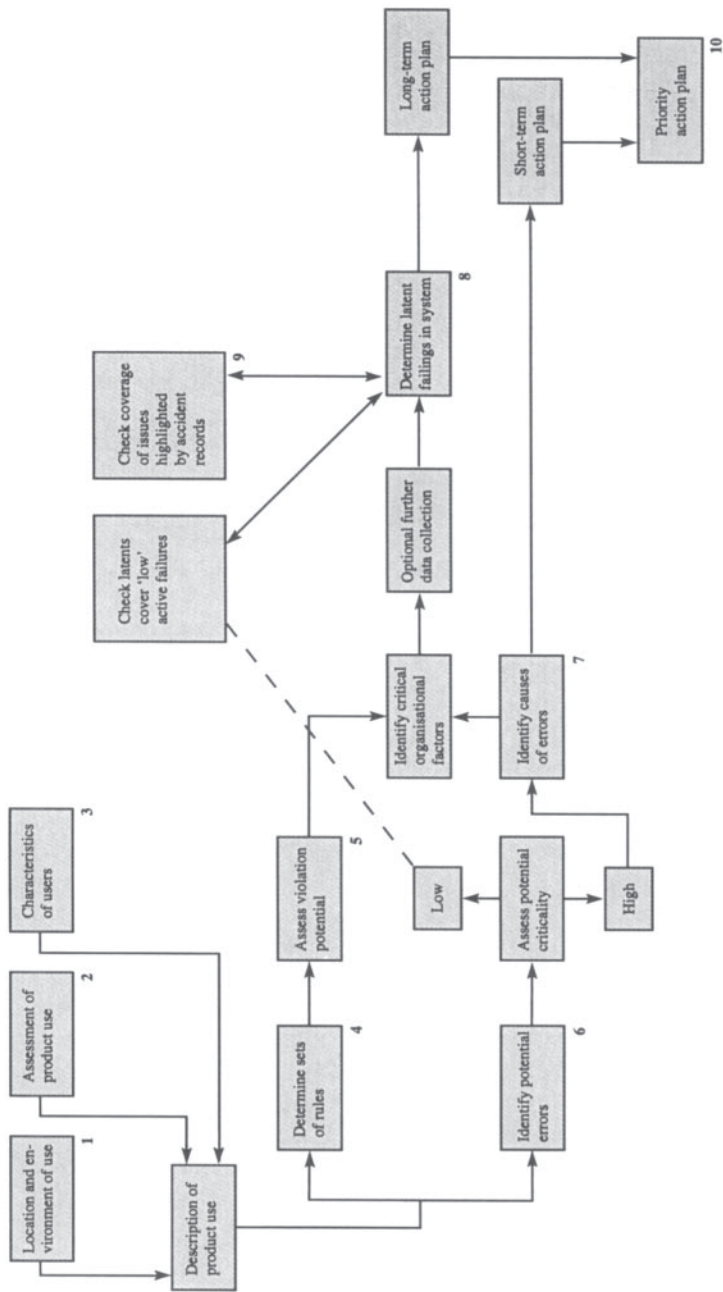 Location and en-
vironment of use
1
Assessment of
product use
2
Characteristics
of users
3
Description of
product use
Determine sets
of rules
4
Assess violation
potential
5
Identify potential
errors
6
Assess potential
criticality
Low
High
Identify causes
of errors
7
Identify critical
organisational
factors
Optional further
data collection
Determine latent
failings in system
8
Check latents
cover 'low'
active failures
Check coverage
of issues
highlighted
by accident
records
9
Long-term
action plan
Short-term
action plan
Priority
action plan
10